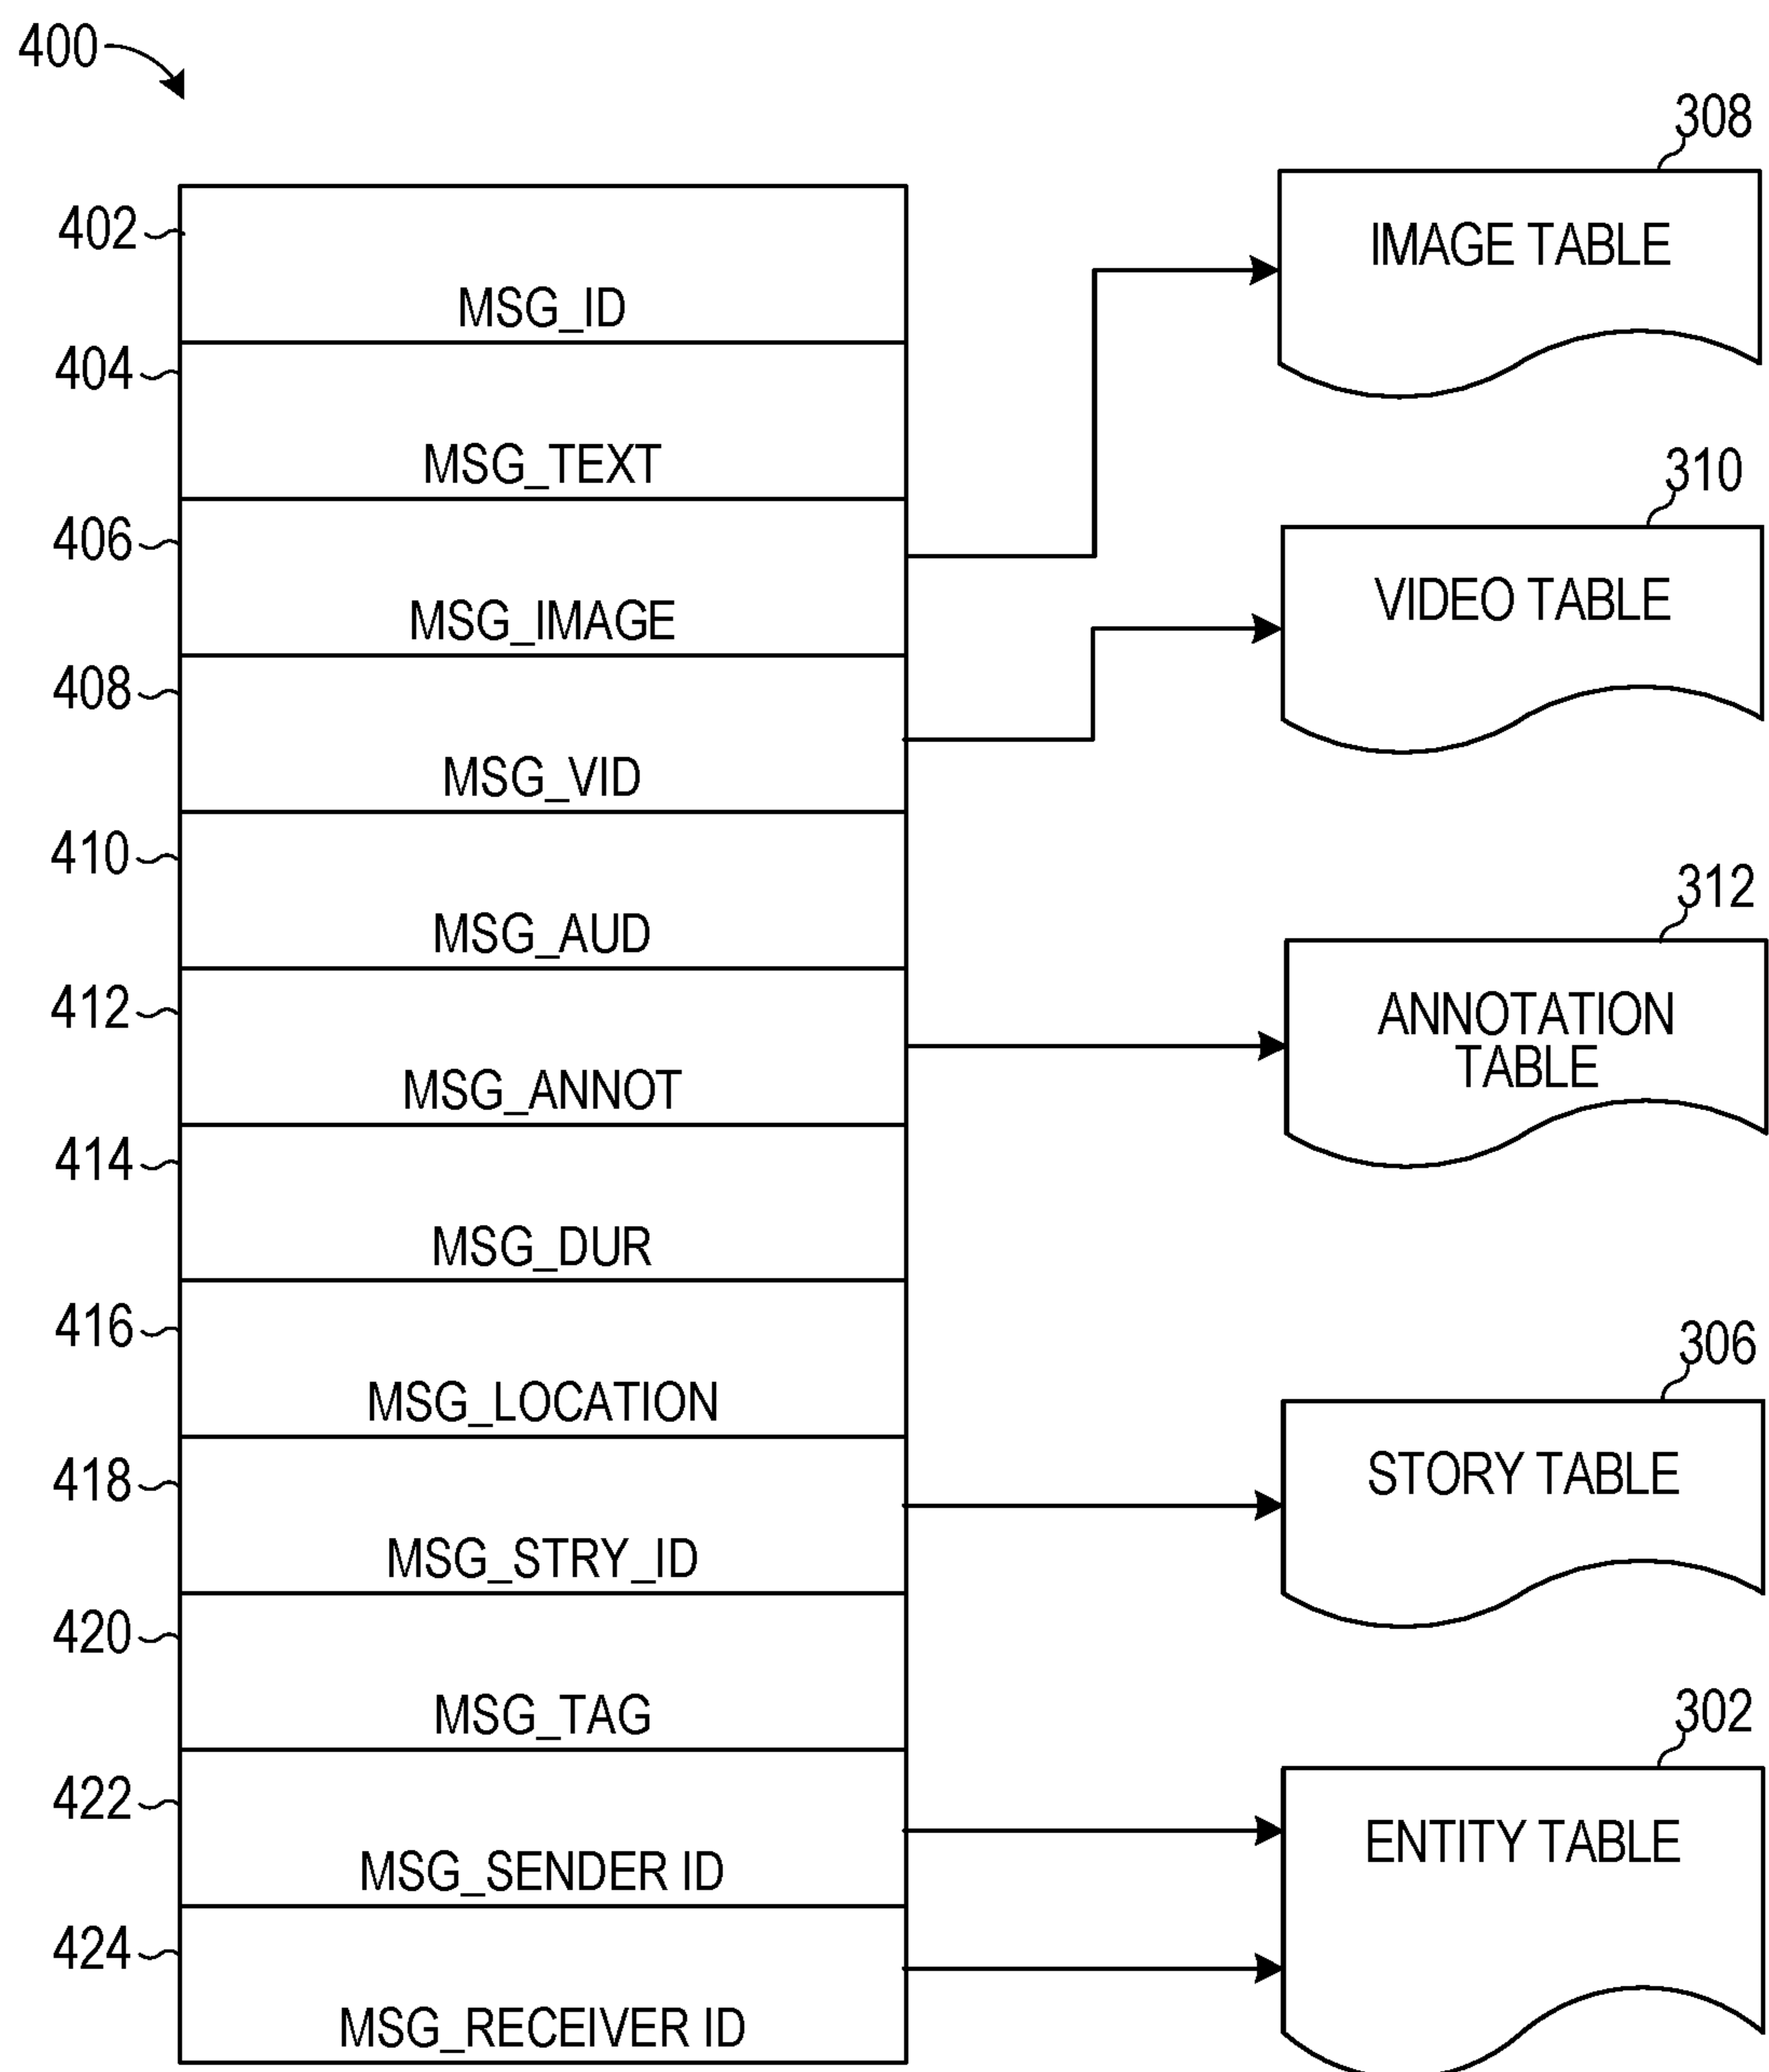 400
402
MSG_ID
404
MSG_TEXT
406
MSG_IMAGE
408
MSG_VID
410
MSG_AUD
412
MSG_ANNOT
414
MSG_DUR
416
MSG_LOCATION
418
MSG_STRY_ID
420
MSG_TAG
422
MSG_SENDER ID
424
MSG_RECEIVER ID
308
IMAGE TABLE
310
VIDEO TABLE
312
ANNOTATION
TABLE
306
STORY TABLE
302
ENTITY TABLE